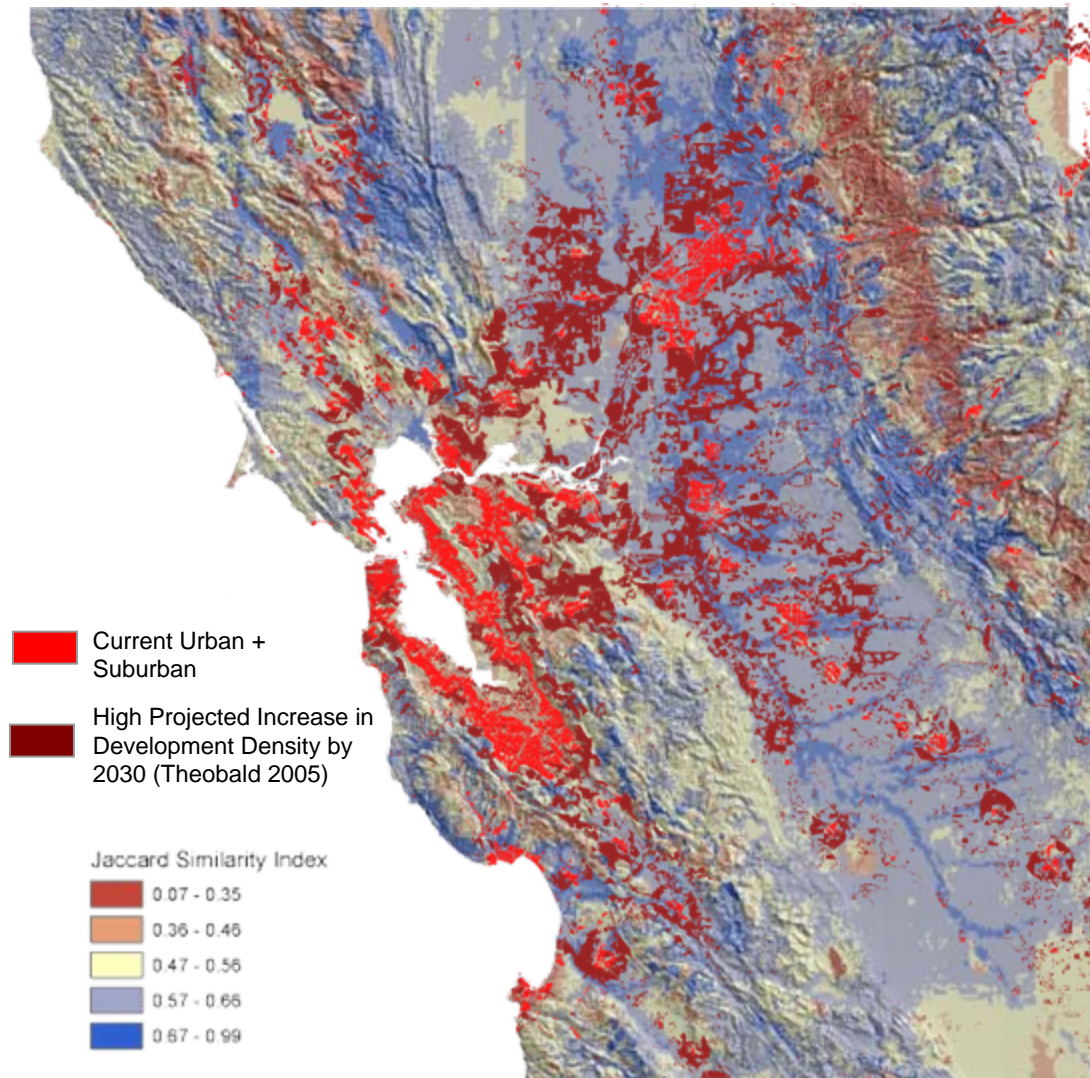 Current Urban +
Suburban
High Projected Increase in
Development Density by
2030 (Theobald 2005)
Jaccard Similarity Index
0.07 - 0.35
0.36 - 0.46
0.47 - 0.56
0.57 - 0.66
0.67 - 0.99